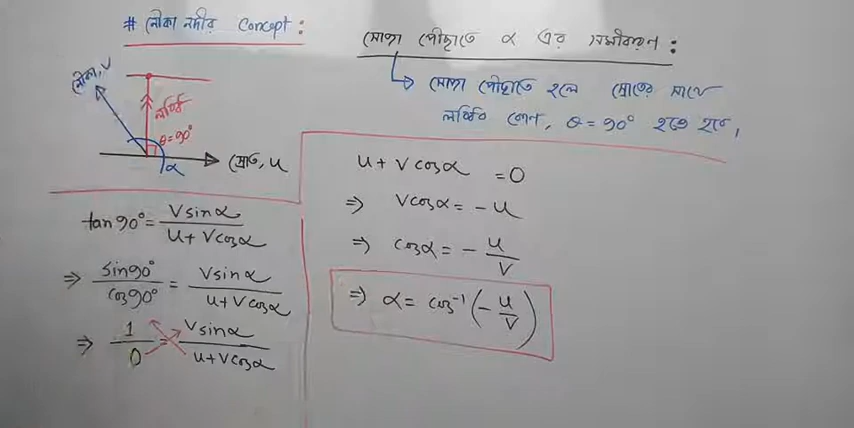 # নৌকা নদীর Concept :
সোজা পৌছাতে α এর সমীকরণ :
সোজা পৌছাতে হলে স্রোতের সাথে
লব্ধির কোণ, θ = 90° হতে হবে,
নৌকা, V
লব্ধি
θ = 90°
α
স্রোত, u
tan 90° = V sin α / u + V cos α
⇒ sin 90° / cos 90° = V sin α / u + V cos α
⇒ 1 / 0 = V sin α / u + V cos α
u + V cos α = 0
⇒ V cos α = - u
⇒ cos α = - u / V
⇒ α = cos⁻¹ (- u / V)